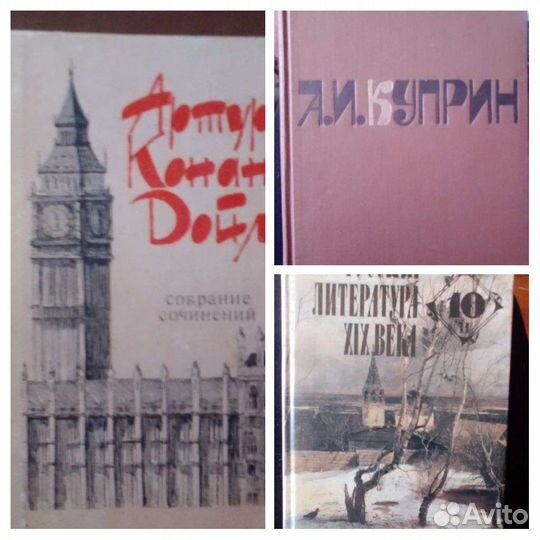 Артур
Конан
Дойл
собрание
сочинений
А.И.КУПРИН
ЛИТЕРАТУРА
XIX ВЕКА
10
Avito